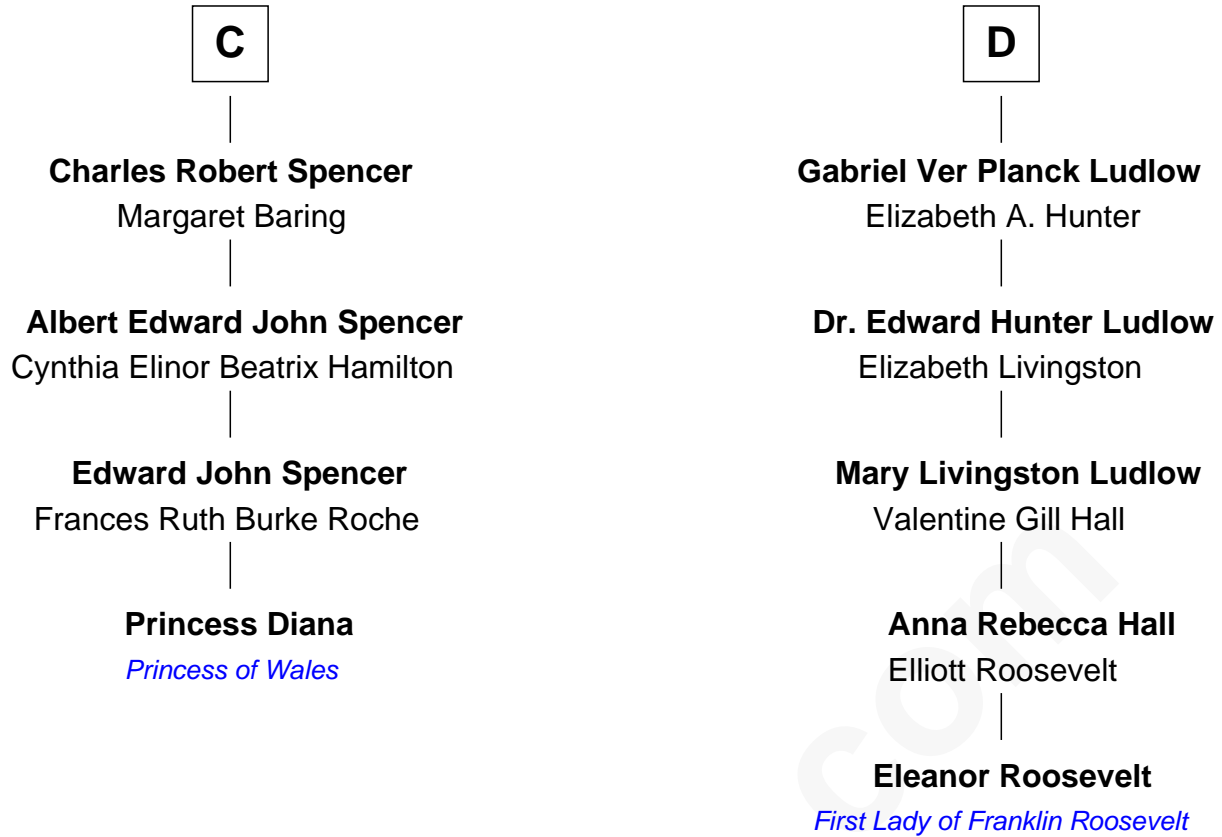 C
Charles Robert Spencer
Margaret Baring
Albert Edward John Spencer
Cynthia Elinor Beatrix Hamilton
Edward John Spencer
Frances Ruth Burke Roche
Princess Diana
Princess of Wales
D
Gabriel Ver Planck Ludlow
Elizabeth A. Hunter
Dr. Edward Hunter Ludlow
Elizabeth Livingston
Mary Livingston Ludlow
Valentine Gill Hall
Anna Rebecca Hall
Elliott Roosevelt
Eleanor Roosevelt
First Lady of Franklin Roosevelt
com